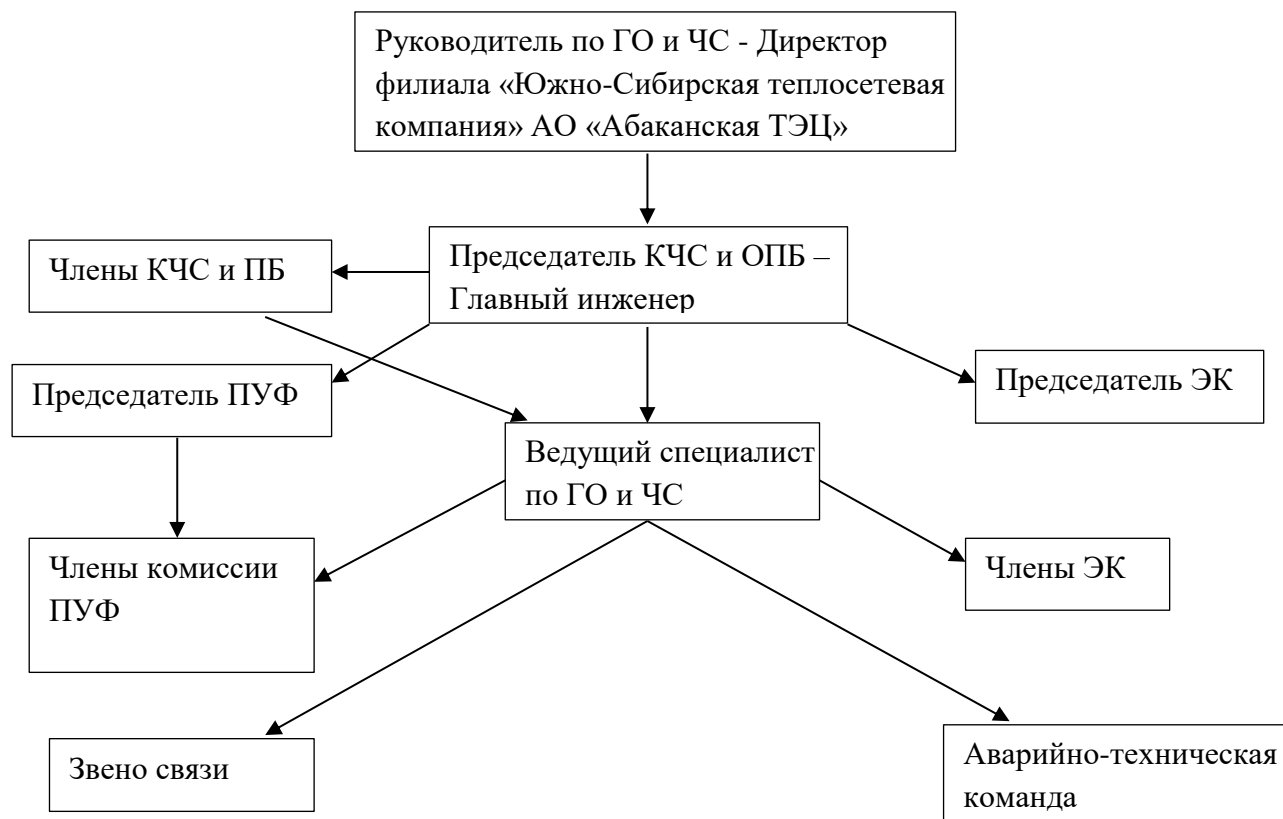 Руководитель по ГО и ЧС - Директор
филиала «Южно-Сибирская теплосетевая
компания» АО «Абаканская ТЭЦ»
Члены КЧС и ПБ
Председатель КЧС и ОПБ –
Главный инженер
Председатель ПУФ
Председатель ЭК
Ведущий специалист
по ГО и ЧС
Члены комиссии
ПУФ
Члены ЭК
Звено связи
Аварийно-техническая
команда